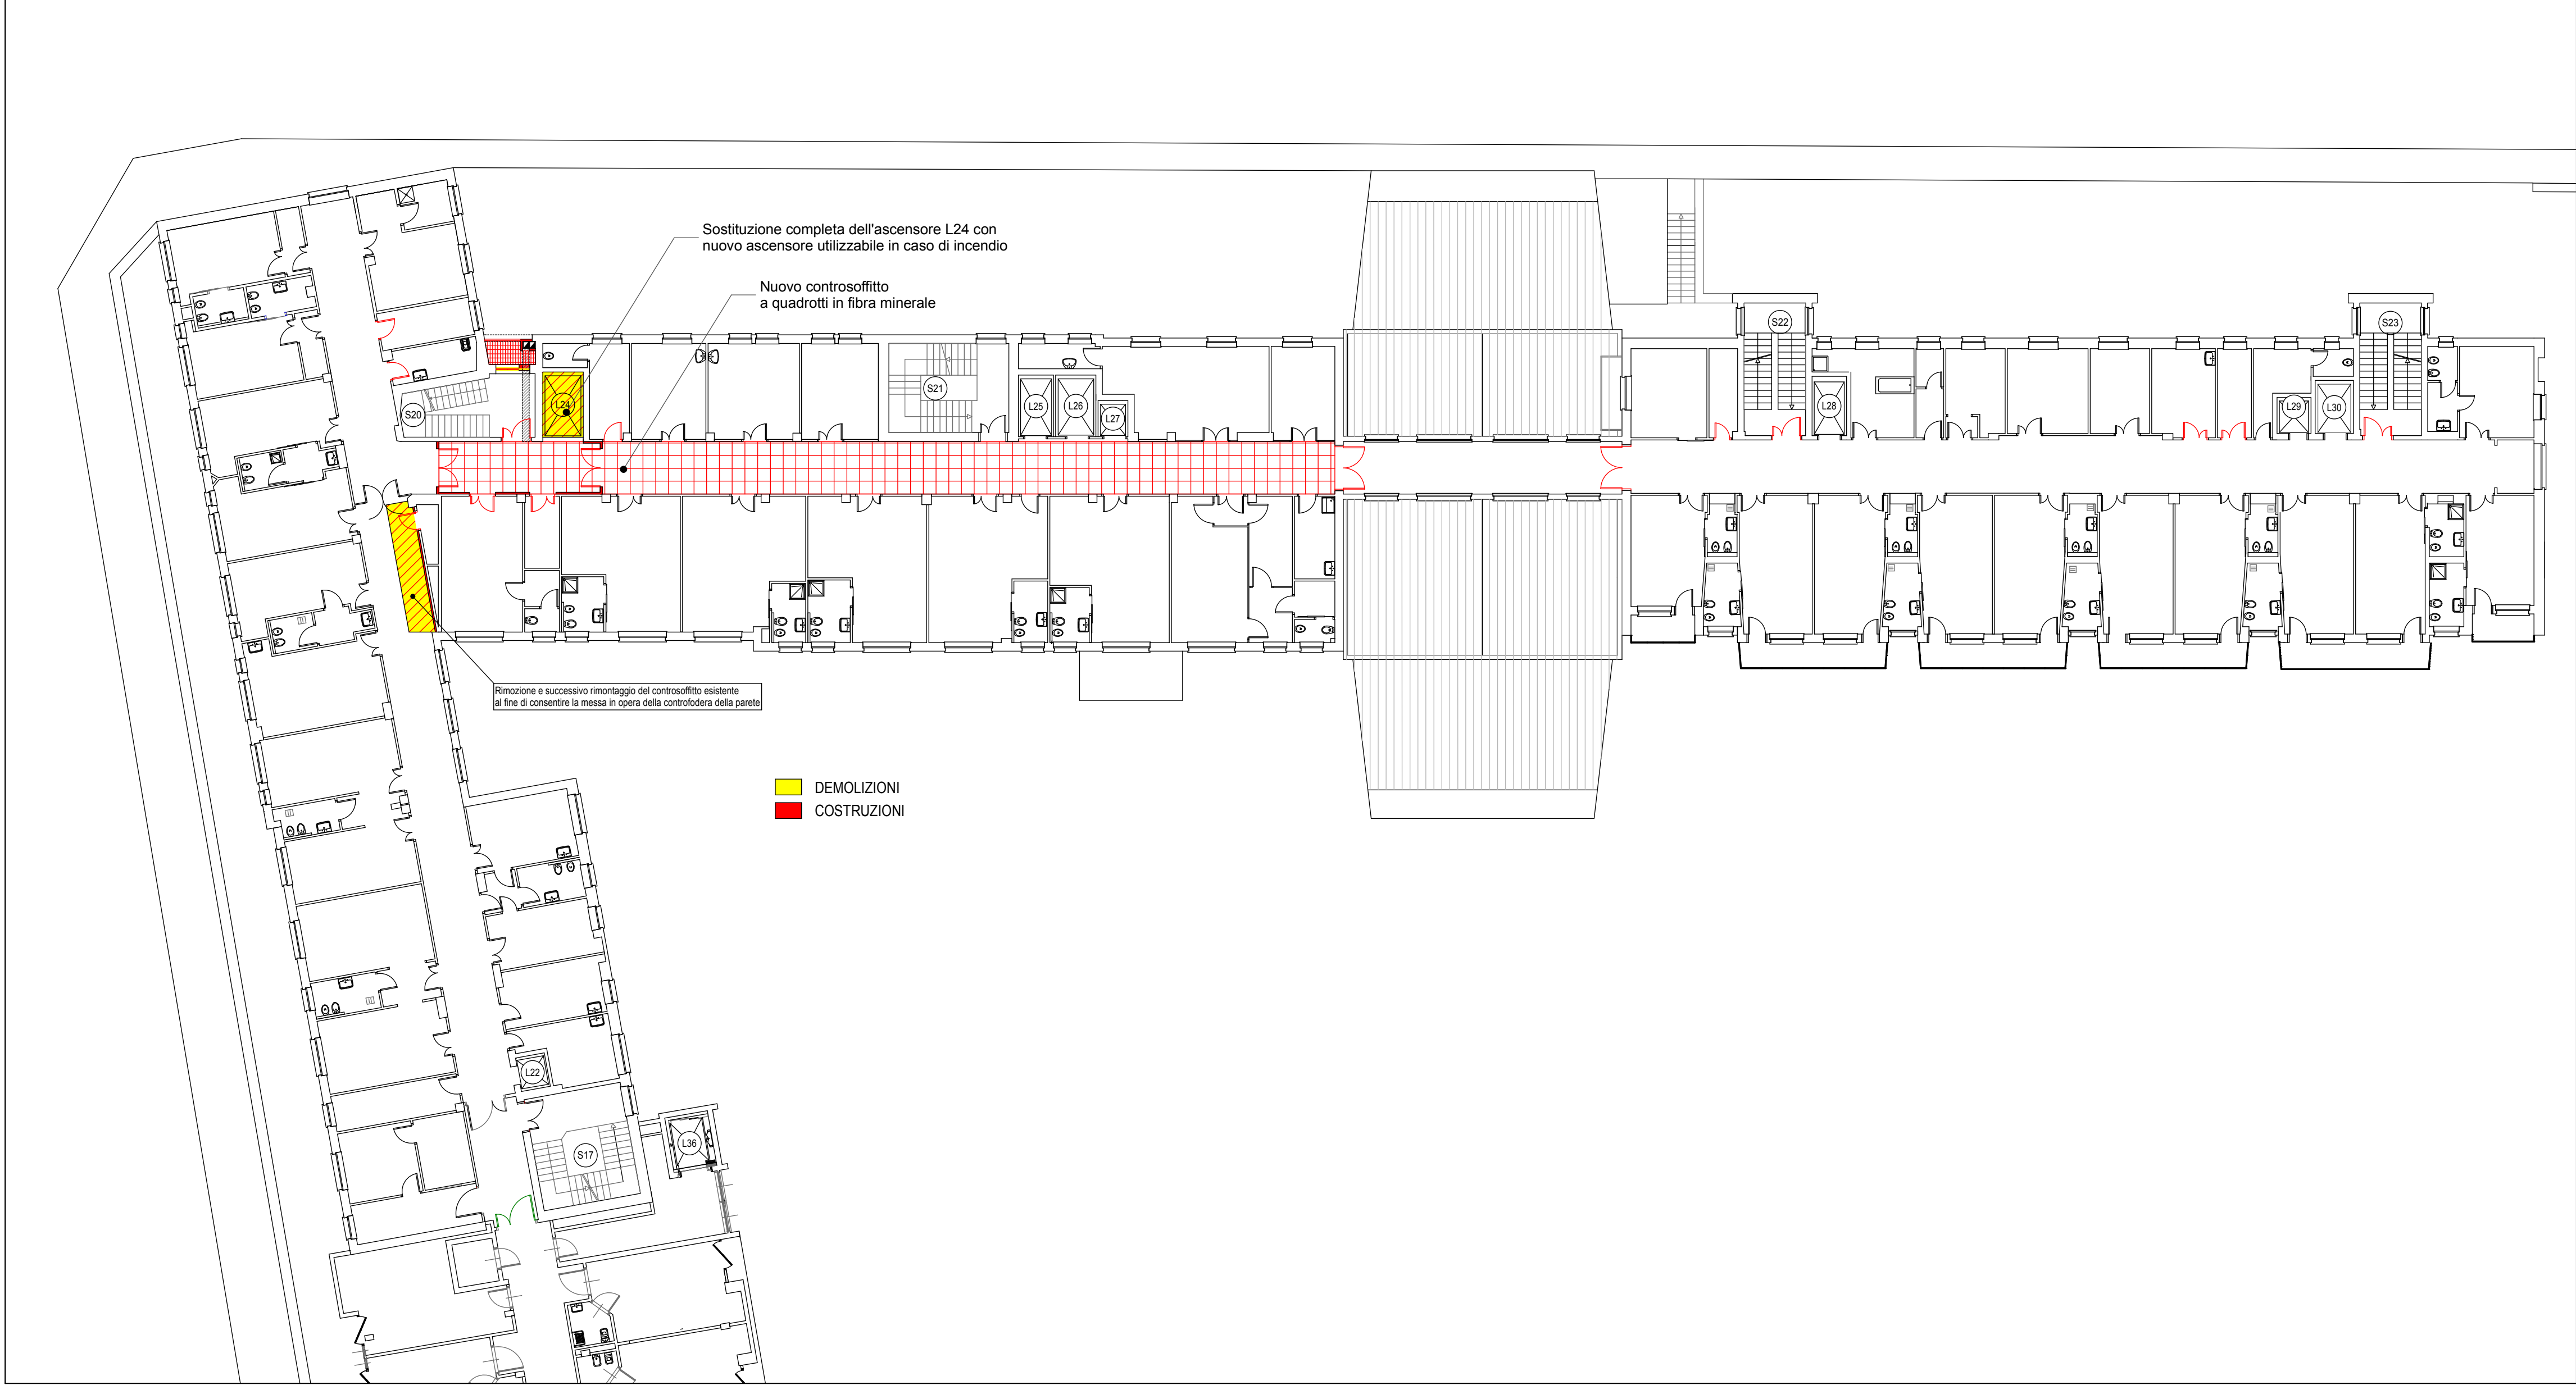 Sostituzione completa dell'ascensore L24 con
nuovo ascensore utilizzabile in caso di incendio
Nuovo controsoffitto
a quadrotti in fibra minerale
S22
S23
S21
S20
L24
L25
L26
L27
L28
L29
L30
Rimozione e successivo rimontaggio del controsoffitto esistente
al fine di consentire la messa in opera della controfodera della parete
DEMOLIZIONI
COSTRUZIONI
L22
L36
S17